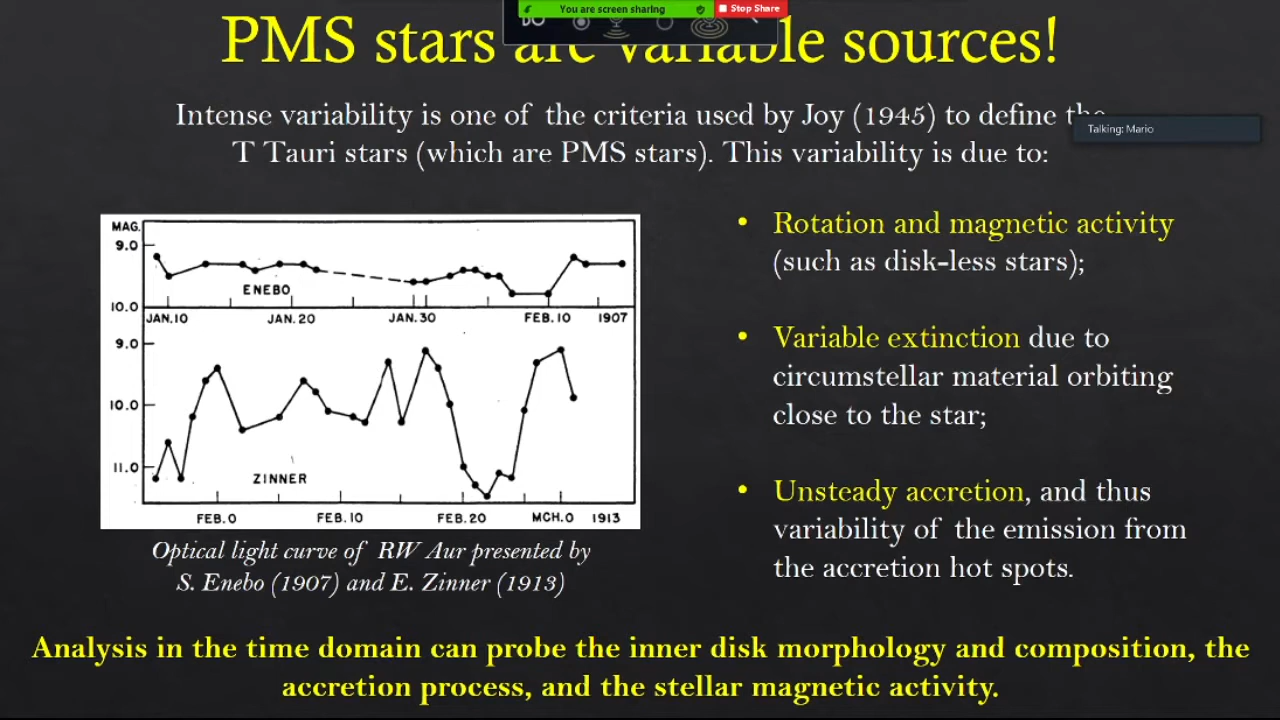 You are screen sharing
Stop Share
PMS stars are variable sources!
Intense variability is one of the criteria used by Joy (1945) to define the
Talking: Mario
T Tauri stars (which are PMS stars). This variability is due to:
MAG.
9.0
ENEBO
10.0
JAN.10 JAN.20 JAN.30 FEB.10 1907
9.0
10.0
11.0
ZINNER
FEB.0 FEB.10 FEB.20 MCH.0 1913
Optical light curve of RW Aur presented by
S. Enebo (1907) and E. Zinner (1913)
• Rotation and magnetic activity
(such as disk-less stars);
• Variable extinction due to
circumstellar material orbiting
close to the star;
• Unsteady accretion, and thus
variability of the emission from
the accretion hot spots.
Analysis in the time domain can probe the inner disk morphology and composition, the
accretion process, and the stellar magnetic activity.